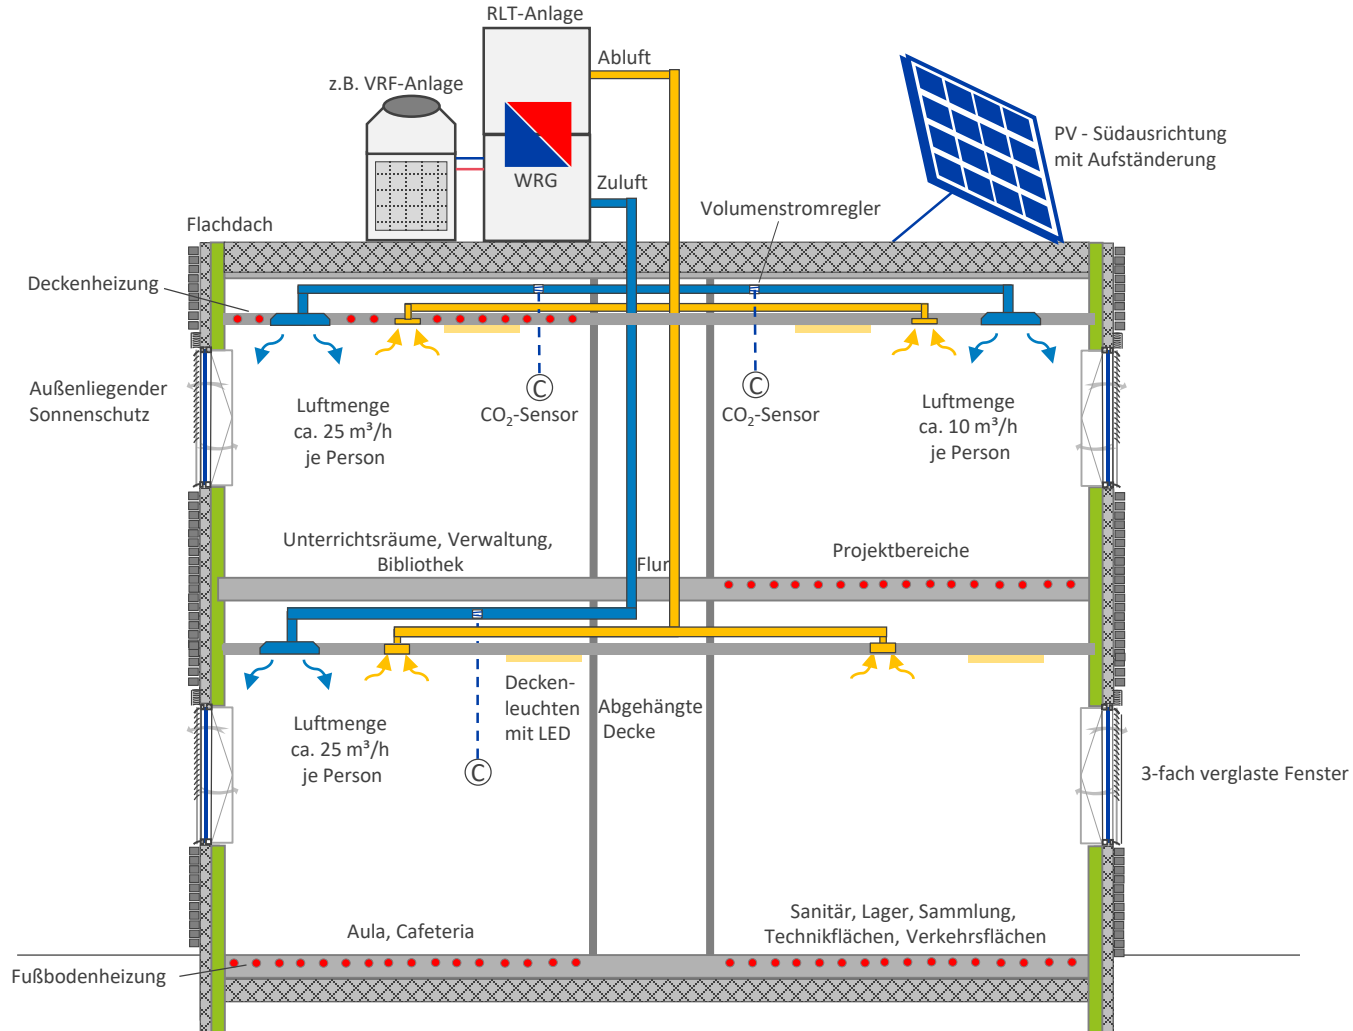 RLT-Anlage
Abluft
z.B. VRF-Anlage
PV - Südausrichtung
mit Aufständerung
WRG
Zuluft
Volumenstromregler
Flachdach
Deckenheizung
Außenliegender
Sonnenschutz
C
CO₂-Sensor
C
CO₂-Sensor
Luftmenge
ca. 25 m³/h
je Person
Luftmenge
ca. 10 m³/h
je Person
Unterrichtsräume, Verwaltung,
Bibliothek
Flur
Projektbereiche
Decken-
leuchten
mit LED
Abgehängte
Decke
Luftmenge
ca. 25 m³/h
je Person
C
3-fach verglaste Fenster
Aula, Cafeteria
Sanitär, Lager, Sammlung,
Technikflächen, Verkehrsflächen
Fußbodenheizung